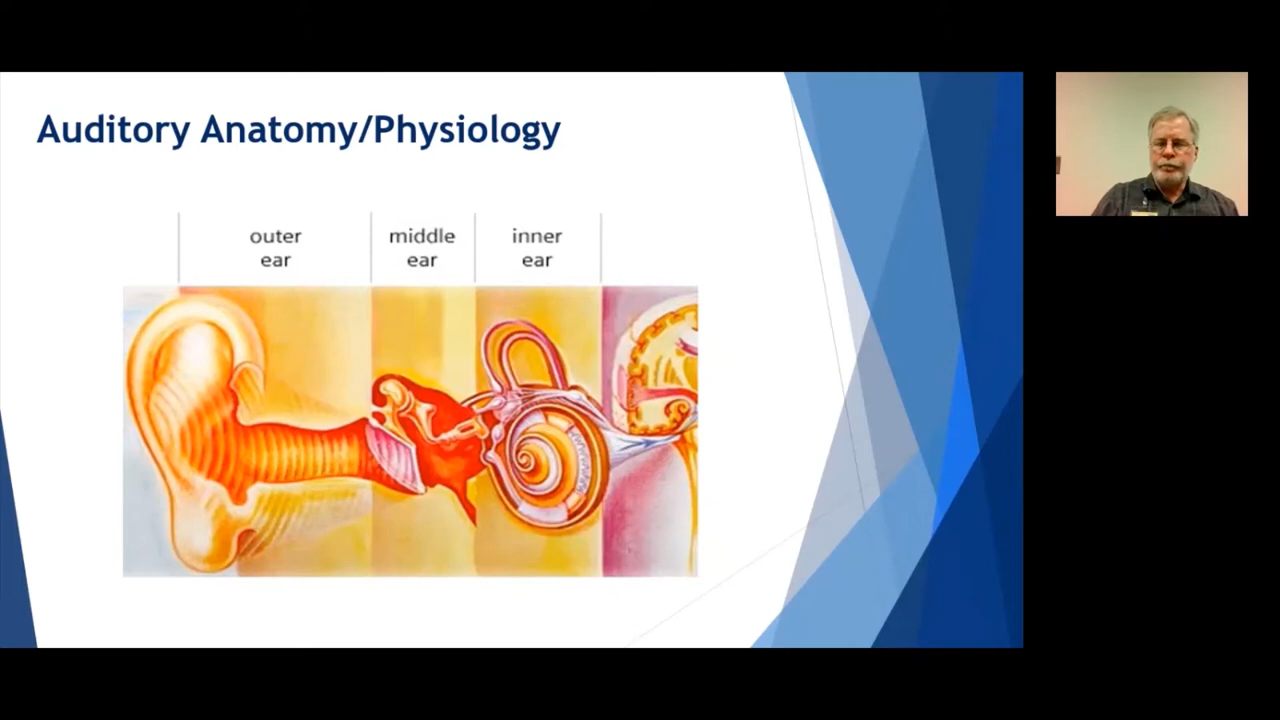 Auditory Anatomy/Physiology
outer
ear
middle
ear
inner
ear